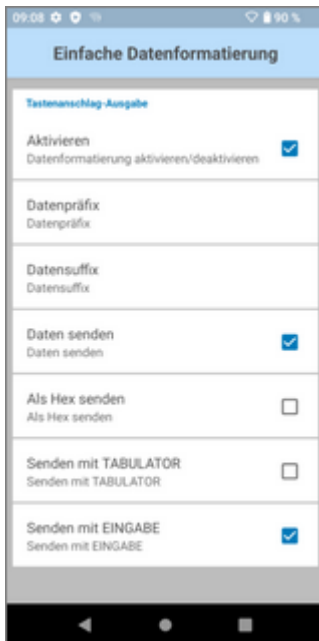 09:08 90 %
Einfache Datenformatierung
Tastenanschlag-Ausgabe
Aktivieren
Datenformatierung aktivieren/deaktivieren
Datenpräfix
Datenpräfix
Datensuffix
Datensuffix
Daten senden
Daten senden
Als Hex senden
Als Hex senden
Senden mit TABULATOR
Senden mit TABULATOR
Senden mit EINGABE
Senden mit EINGABE